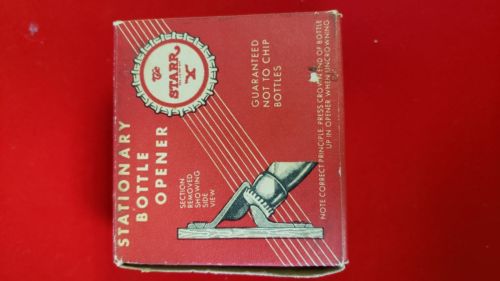 The
STARR
X
STATIONARY
BOTTLE
OPENER
GUARANTEED
NOT TO CHIP
BOTTLES
SECTION
REMOVED
SHOWING
SIDE
VIEW
NOTE CORRECT PRINCIPLE. PRESS CROWN END OF BOTTLE
UP IN OPENER WHEN UNCROWNING